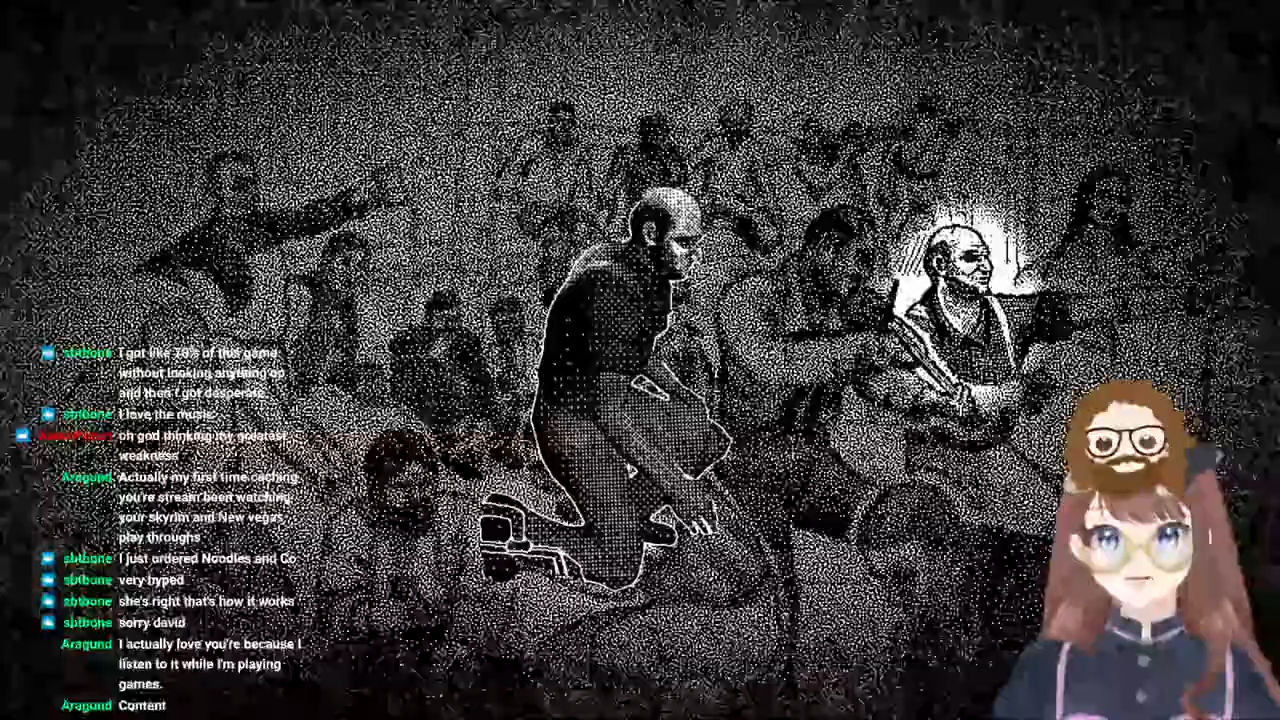 sbtbone I got like 78% of this game
without looking anything up
and then I got desperate
sbtbone I love the music
oh god thinking my greatest
weakness
Aragund Actually my first time catching
you're stream been watching
your skyrim and New vegas
play throughs
sbtbone I just ordered Noodles and Co
sbtbone very hyped
sbtbone she's right that's how it works
sbtbone sorry david
Aragund I actually love you're because I
listen to it while I'm playing
games.
Aragund Content